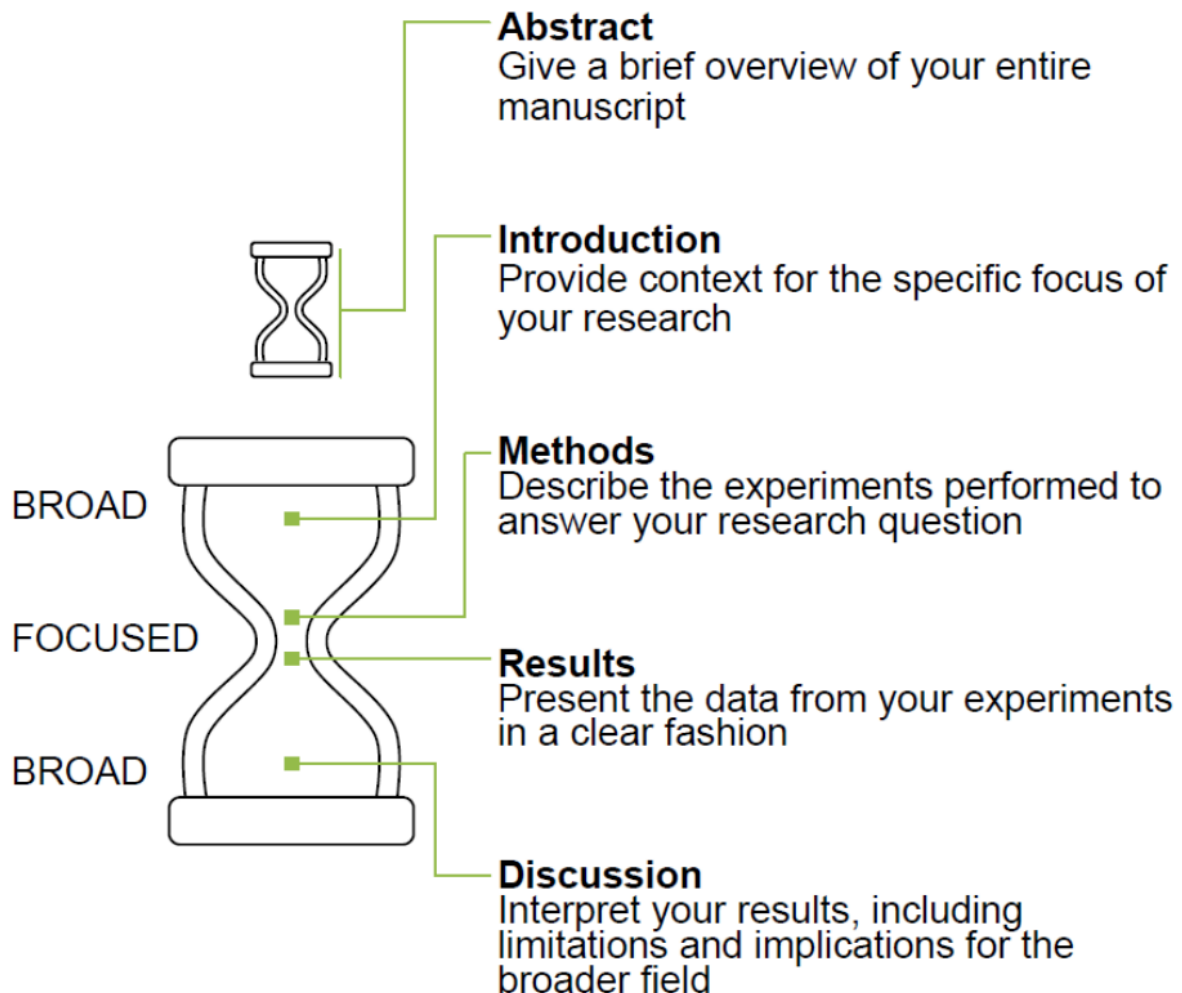 Abstract
Give a brief overview of your entire
manuscript
Introduction
Provide context for the specific focus of
your research
Methods
Describe the experiments performed to
answer your research question
BROAD
FOCUSED
Results
Present the data from your experiments
in a clear fashion
BROAD
Discussion
Interpret your results, including
limitations and implications for the
broader field